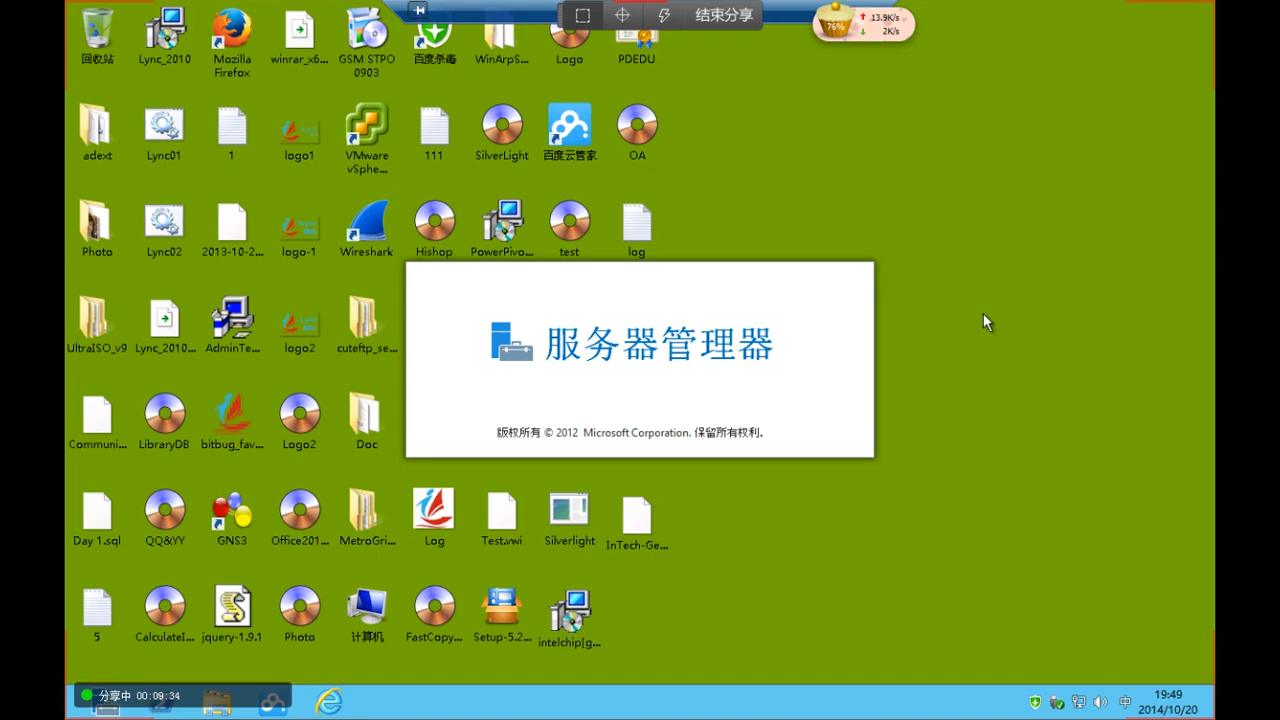 结束分享
76%
13.9K/s
2K/s
回收站
Lync_2010
Mozilla
Firefox
winrar_x6...
GSM STPO
0903
百度杀毒
WinArpS...
Logo
PDEDU
adext
Lync01
1
logo1
VMware
vSphe...
111
SilverLight
百度云管家
OA
Photo
Lync02
2013-10-2...
logo-1
Wireshark
Hishop
PowerPivo...
test
log
UltraISO_v9
Lync_2010...
AdminTe...
logo2
cuteftp_se...
服务器管理器
版权所有 © 2012 Microsoft Corporation. 保留所有权利。
Communi...
LibraryDB
bitbug_fav...
Logo2
Doc
Day 1.sql
QQ&YY
GNS3
Office201...
MetroGri...
Log
Test.vwi
Silverlight
InTech-Ge...
5
CalculateI...
jquery-1.9.1
Photo
计算机
FastCopy...
Setup-5.2...
intelchip[g...
分享中 00:09:34
中
19:49
2014/10/20